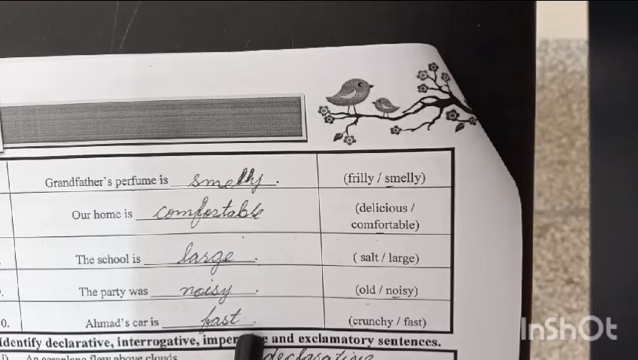 Grandfather's perfume is smelly. (frilly / smelly)
Our home is comfortable (delicious / comfortable)
The school is large. ( salt / large)
The party was noisy. (old / noisy)
0. Ahmad's car is fast. (crunchy / fast)
Identify declarative, interrogative, and exclamatory sentences.
i) An aeroplane flew above clouds. declarative
InShOt